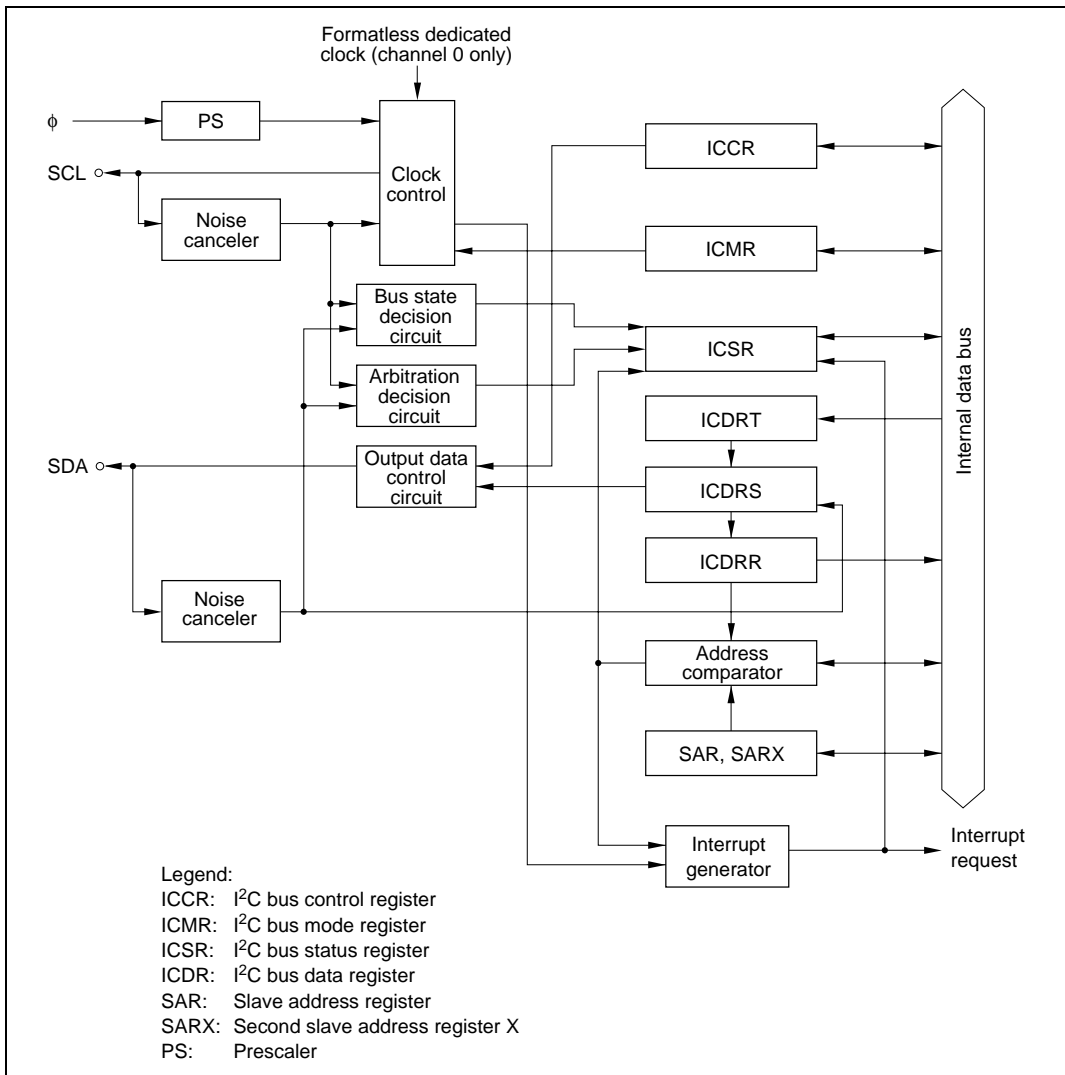 Formatless dedicated
clock (channel 0 only)
ϕ
PS
ICCR
SCL
Clock
control
Noise
canceler
ICMR
Bus state
decision
circuit
ICSR
Arbitration
decision
circuit
ICDRT
Internal data bus
SDA
Output data
control
circuit
ICDRS
ICDRR
Noise
canceler
Address
comparator
SAR, SARX
Interrupt
generator
Interrupt
request
Legend:
ICCR: I²C bus control register
ICMR: I²C bus mode register
ICSR: I²C bus status register
ICDR: I²C bus data register
SAR: Slave address register
SARX: Second slave address register X
PS: Prescaler